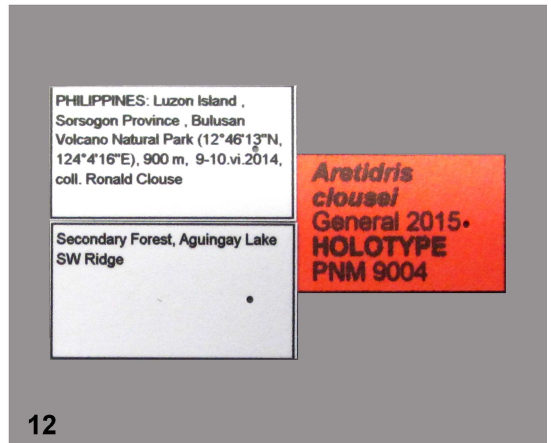 PHILIPPINES: Luzon Island ,
Sorsogon Province , Bulusan
Volcano Natural Park (12°46'13"N,
124°4'16"E), 900 m, 9-10.vi.2014,
coll. Ronald Clouse
Secondary Forest, Aguingay Lake
SW Ridge
Aretidris
clousei
General 2015
HOLOTYPE
PNM 9004
12